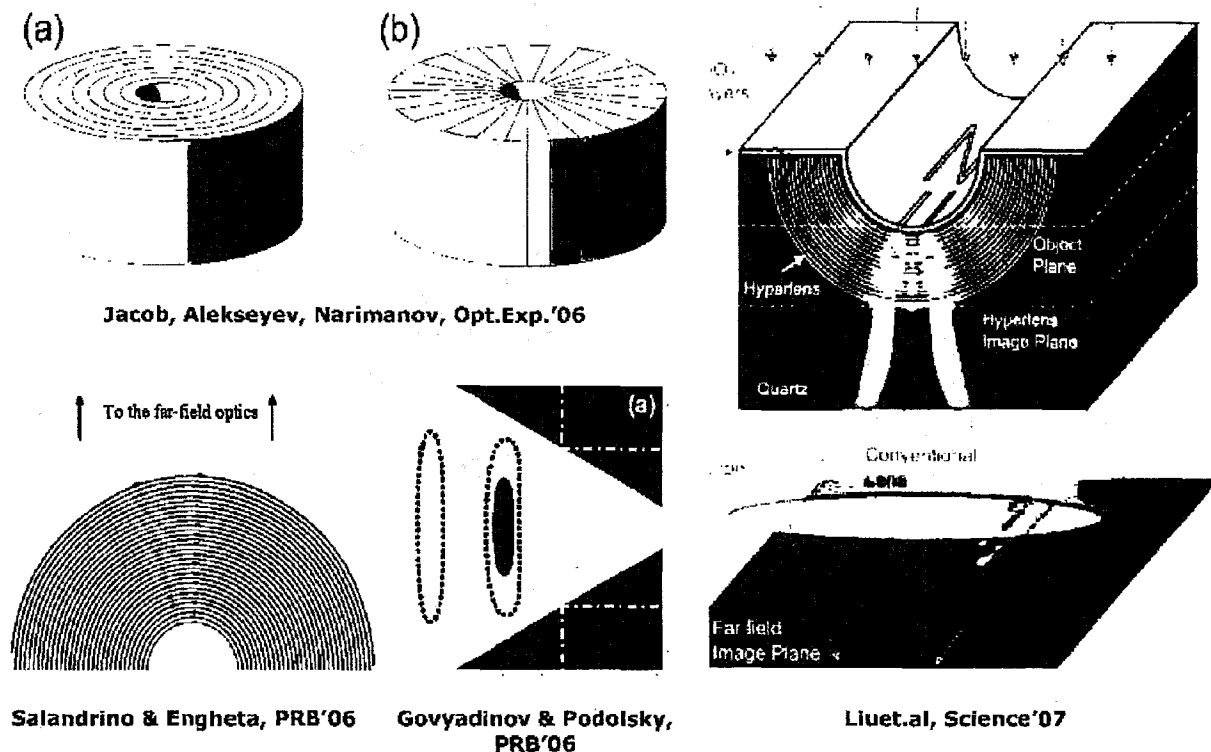 (a)
(b)
Jacob, Alekseyev, Narimanov, Opt.Exp.'06
Object
Plane
Hyperlens
Hyperlens
Image Plane
Quartz
To the far-field optics
(a)
Conventional
Far field
Image Plane
Salandrino & Engheta, PRB'06
Govyadinov & Podolsky,
PRB'06
Liuet.al, Science'07